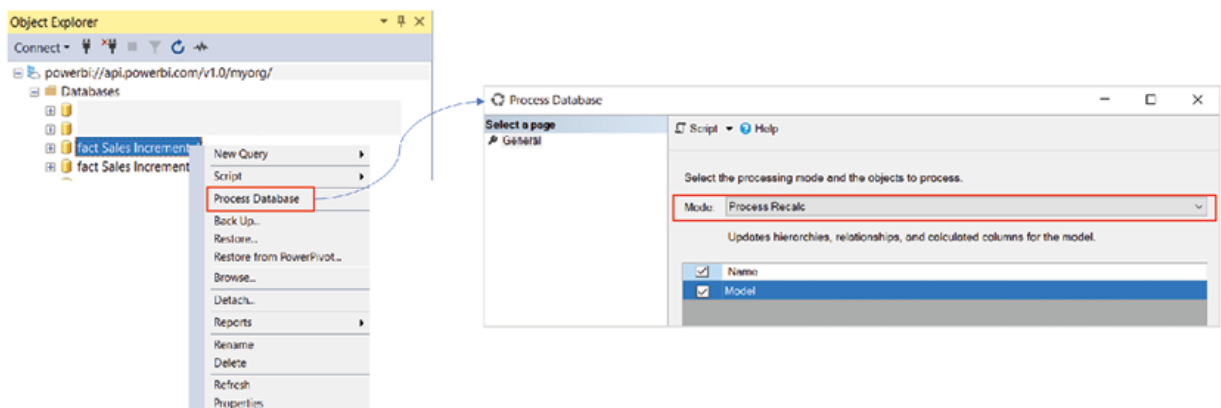 Object Explorer
Connect
powerbi://api.powerbi.com/v1.0/myorg/
Databases
fact Sales Increment
fact Sales Increment
New Query
Script
Process Database
Back Up...
Restore...
Restore from PowerPivot...
Browse...
Detach...
Reports
Rename
Delete
Refresh
Properties
Process Database
Select a page
General
Script
Help
Select the processing mode and the objects to process.
Mode: Process Recalc
Updates hierarchies, relationships, and calculated columns for the model.
Name
Model